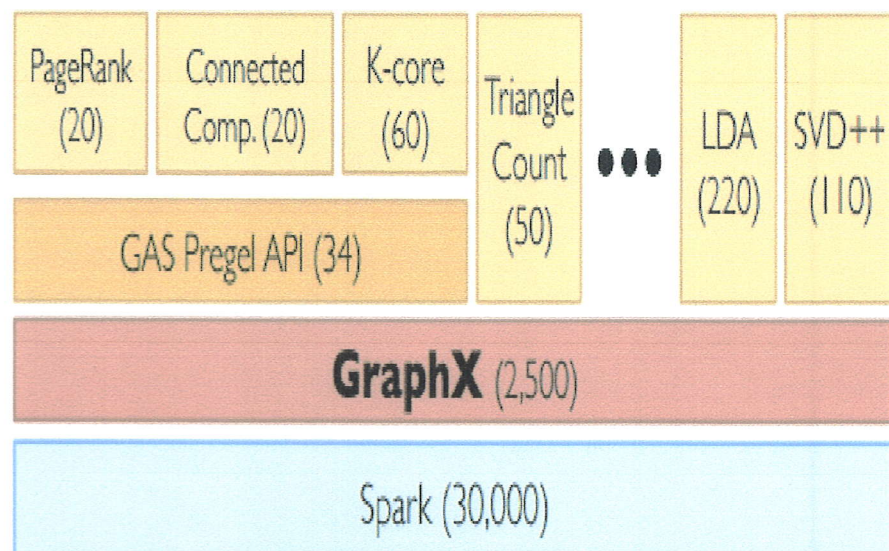 PageRank
(20)
Connected
Comp. (20)
K-core
(60)
Triangle
Count
(50)
LDA
(220)
SVD++
(110)
GAS Pregel API (34)
GraphX (2,500)
Spark (30,000)